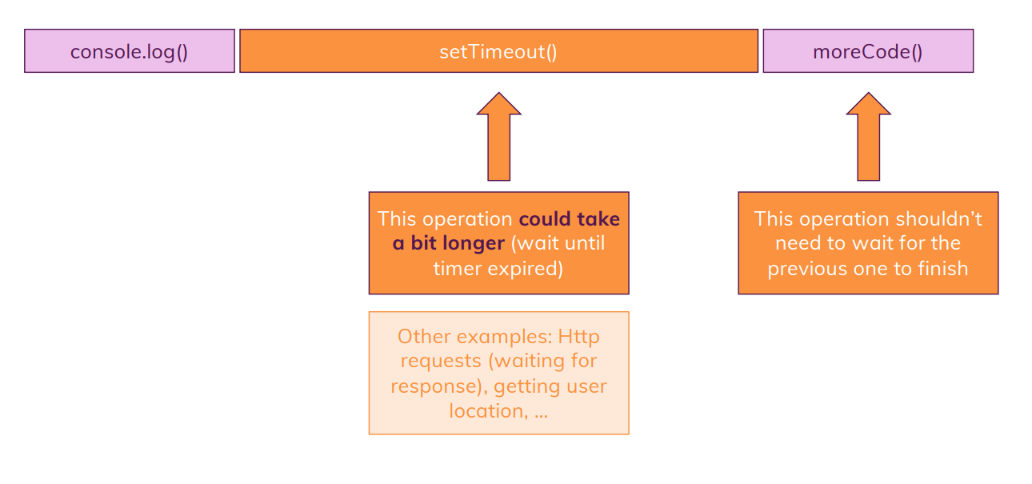 console.log()
setTimeout()
moreCode()
This operation could take
a bit longer (wait until
timer expired)
This operation shouldn't
need to wait for the
previous one to finish
Other examples: Http
requests (waiting for
response), getting user
location, ...